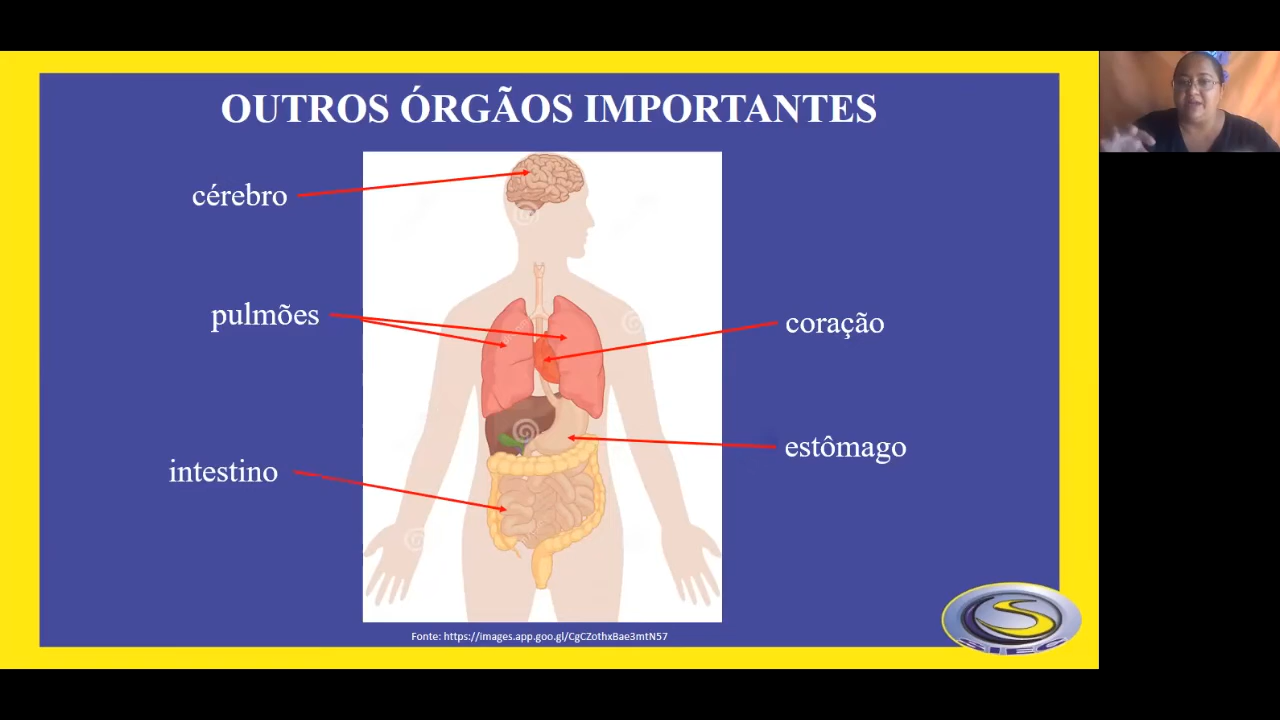 OUTROS ÓRGÃOS IMPORTANTES
cérebro
pulmões
coração
estômago
intestino
Fonte: https://images.app.goo.gl/CgCZothxBae3mtN57